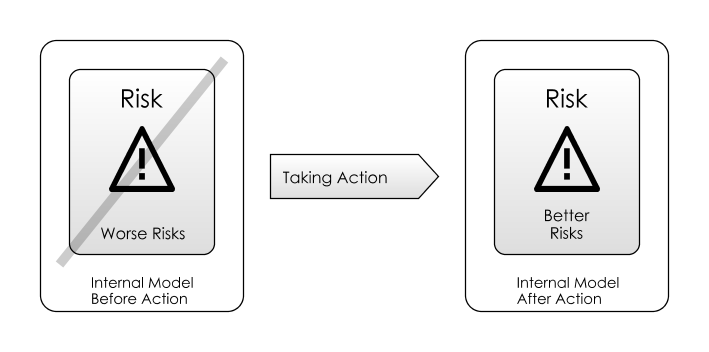 Risk
Worse Risks
Internal Model
Before Action
Taking Action
Risk
Better
Risks
Internal Model
After Action